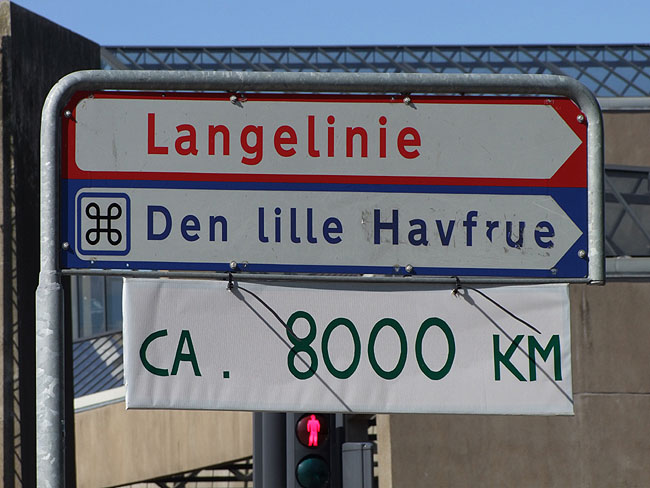 Langelinie
Den lille Havfrue
CA. 8000 KM